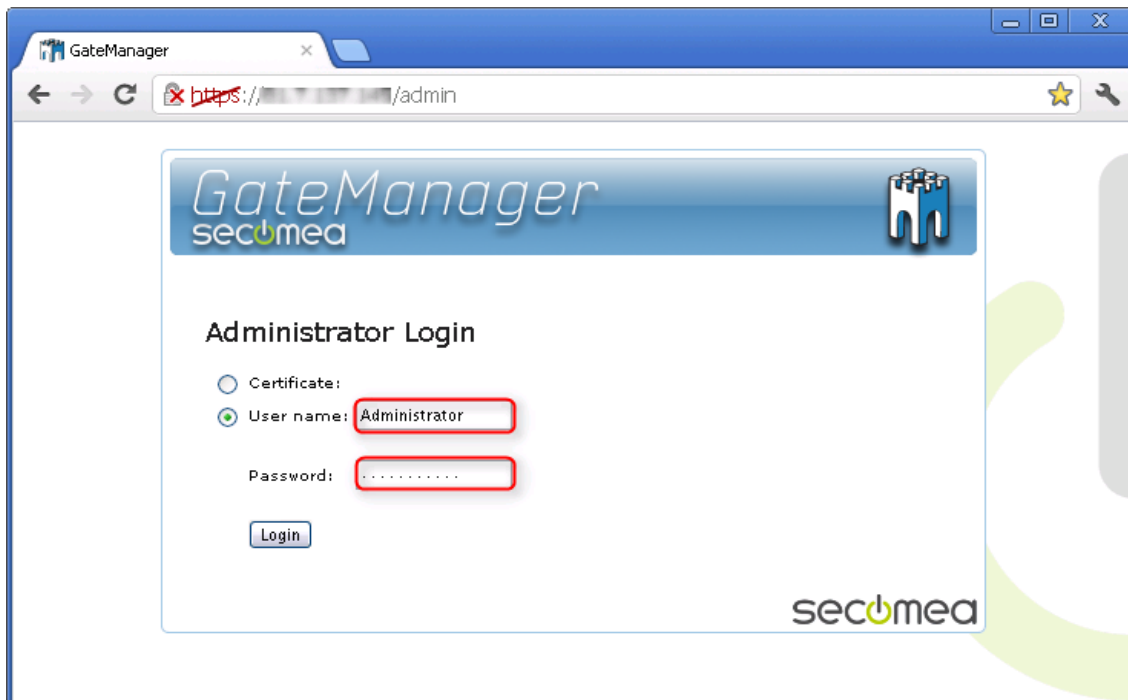 GateManager
https:// /admin
GateManager
secomea
Administrator Login
Certificate:
User name: Administrator
Password: ...........
Login
secomea